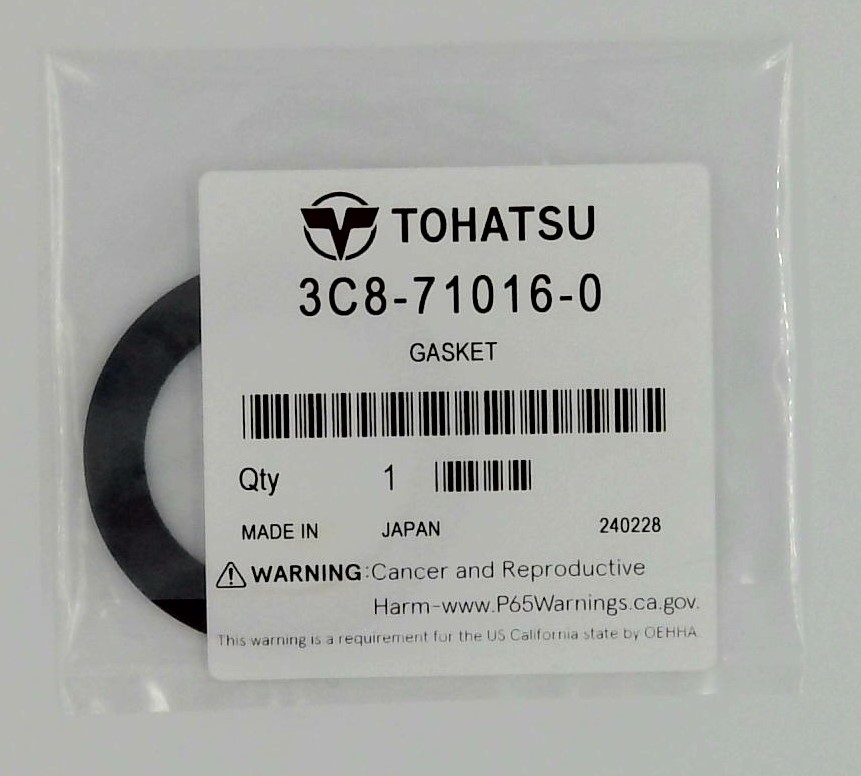 TOHATSU
3C8-71016-0
GASKET
Qty 1
MADE IN JAPAN 240228
WARNING:Cancer and Reproductive
Harm-www.P65Warnings.ca.gov.
This warning is a requirement for the US California state by OEHHA.